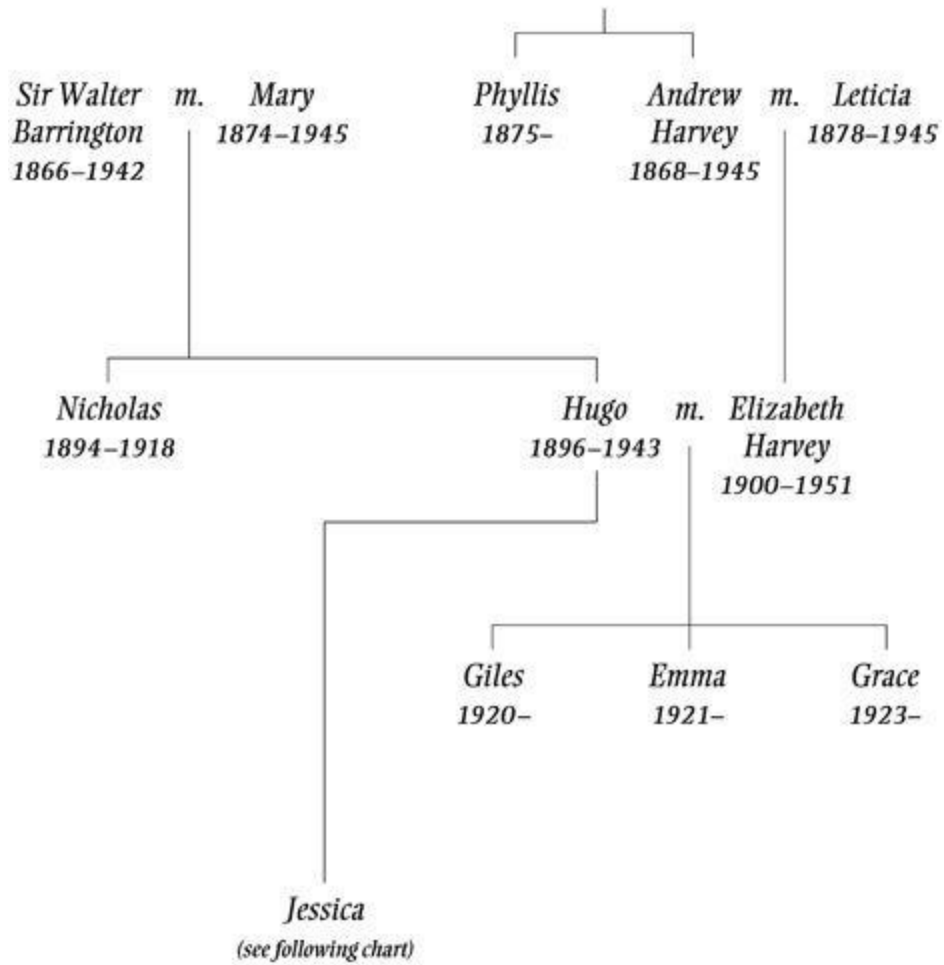 Sir Walter m. Mary Phyllis Andrew m. Leticia
Barrington 1874–1945 1875– Harvey 1878–1945
1866–1942 1868–1945
Nicholas Hugo m. Elizabeth
1894–1918 1896–1943 Harvey
1900–1951
Giles Emma Grace
1920– 1921– 1923–
Jessica
(see following chart)